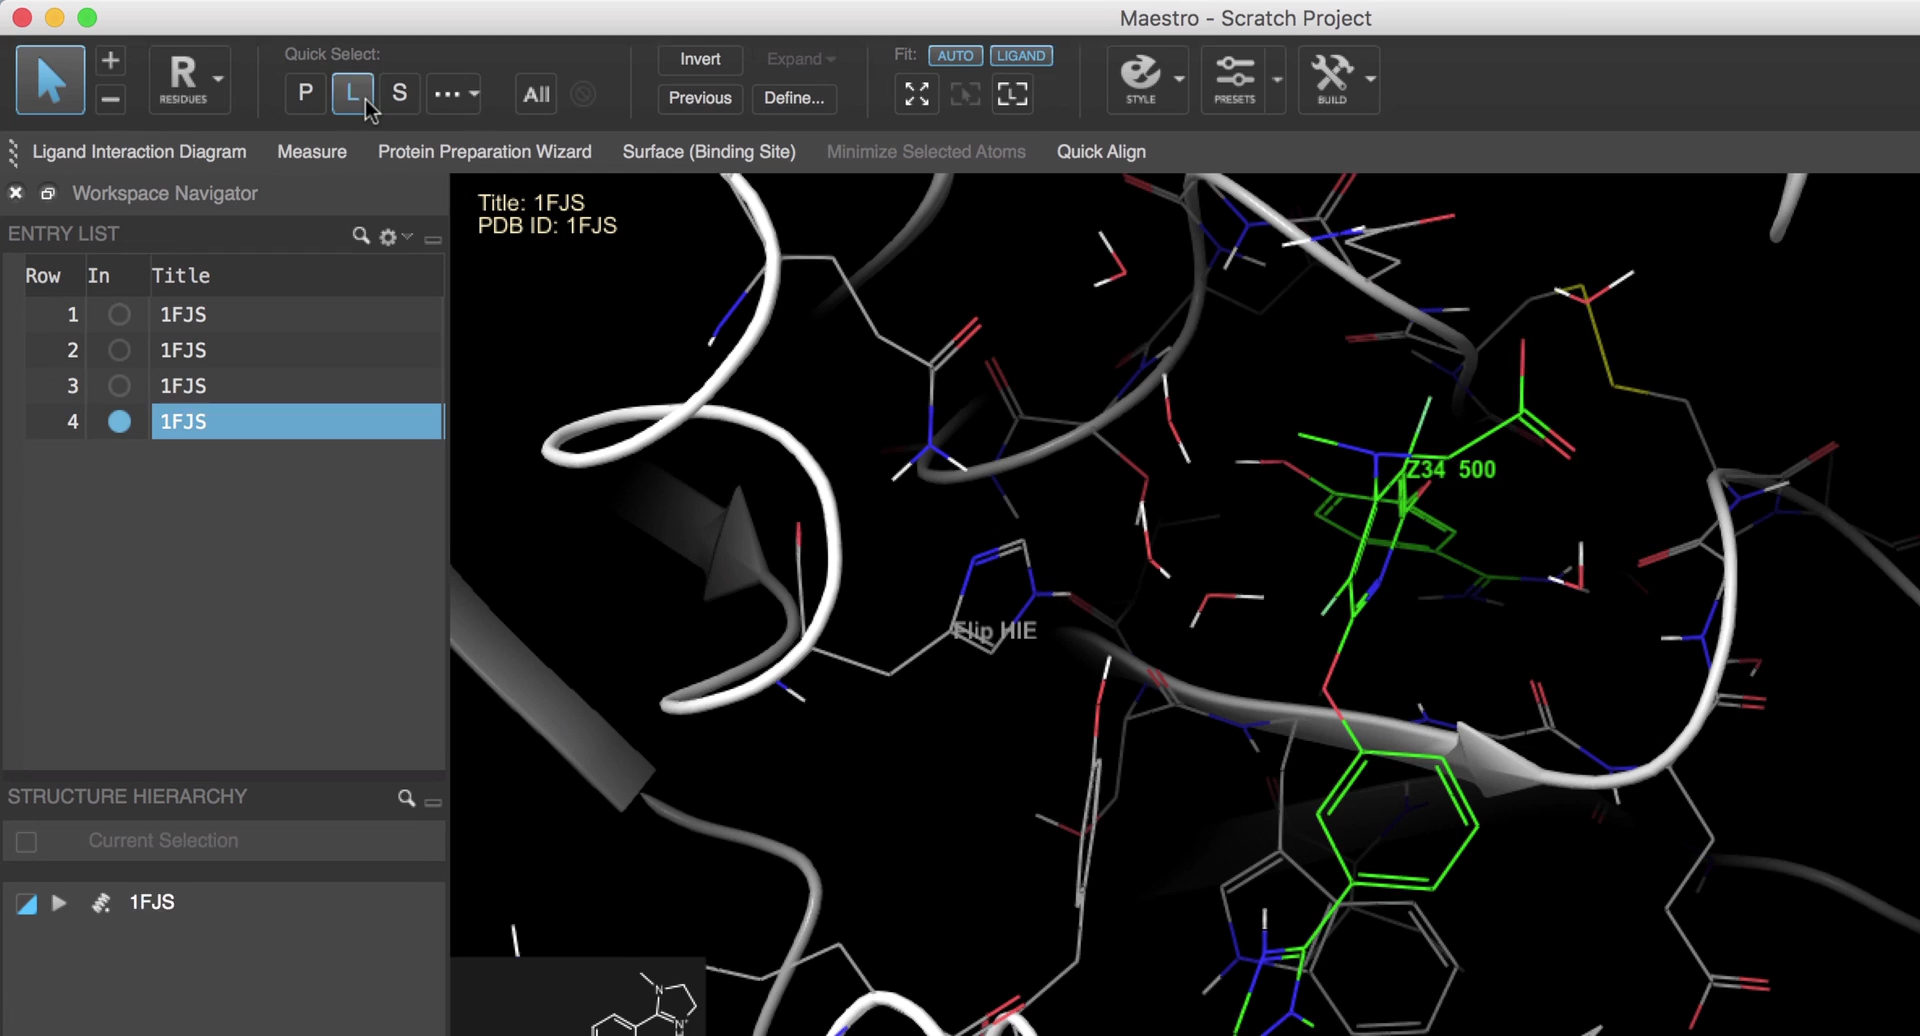 Maestro - Scratch Project
R
RESIDUES
Quick Select:
P
L
S
All
Invert
Expand
Previous
Define...
Fit:
AUTO
LIGAND
L
STYLE
PRESETS
BUILD
Ligand Interaction Diagram
Measure
Protein Preparation Wizard
Surface (Binding Site)
Minimize Selected Atoms
Quick Align
Workspace Navigator
ENTRY LIST
Row In Title
1 1FJS
2 1FJS
3 1FJS
4 1FJS
STRUCTURE HIERARCHY
Current Selection
1FJS
Title: 1FJS
PDB ID: 1FJS
Z34 500
Flip HIE
N
N+